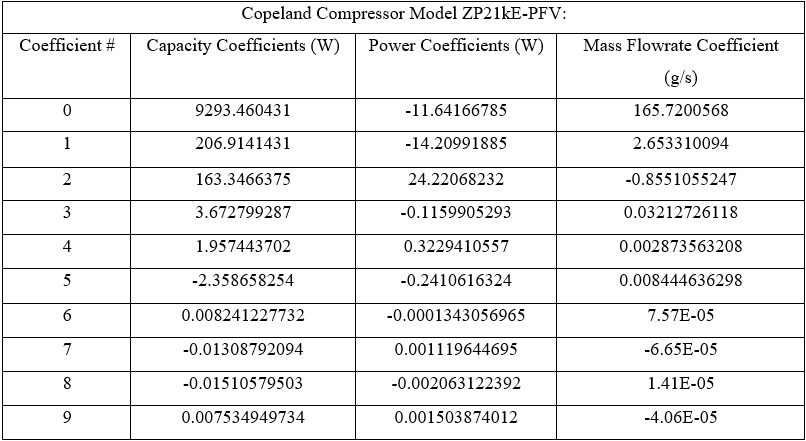 Copeland Compressor Model ZP21kE-PFV:
Coefficient # Capacity Coefficients (W) Power Coefficients (W) Mass Flowrate Coefficient
(g/s)
0 9293.460431 -11.64166785 165.7200568
1 206.9141431 -14.20991885 2.653310094
2 163.3466375 24.22068232 -0.8551055247
3 3.672799287 -0.1159905293 0.03212726118
4 1.957443702 0.3229410557 0.002873563208
5 -2.358658254 -0.2410616324 0.008444636298
6 0.008241227732 -0.0001343056965 7.57E-05
7 -0.01308792094 0.001119644695 -6.65E-05
8 -0.01510579503 -0.002063122392 1.41E-05
9 0.007534949734 0.001503874012 -4.06E-05